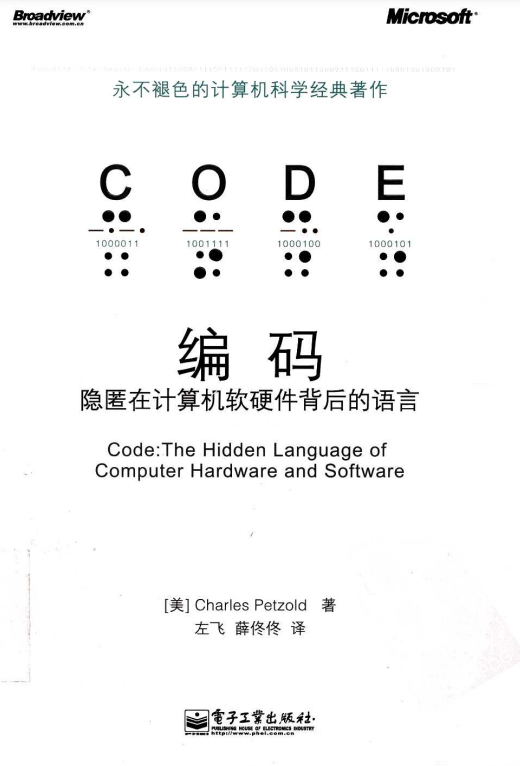 Broadview®
www.broadview.com.cn
Microsoft®
永不褪色的计算机科学经典著作
C O D E
1000011 1001111 1000100 1000101
编 码
隐匿在计算机软硬件背后的语言
Code:The Hidden Language of
Computer Hardware and Software
[美] Charles Petzold 著
左飞 薛佟佟 译
電子工業出版社·
PUBLISHING HOUSE OF ELECTRONICS INDUSTRY
http://www.phei.com.cn